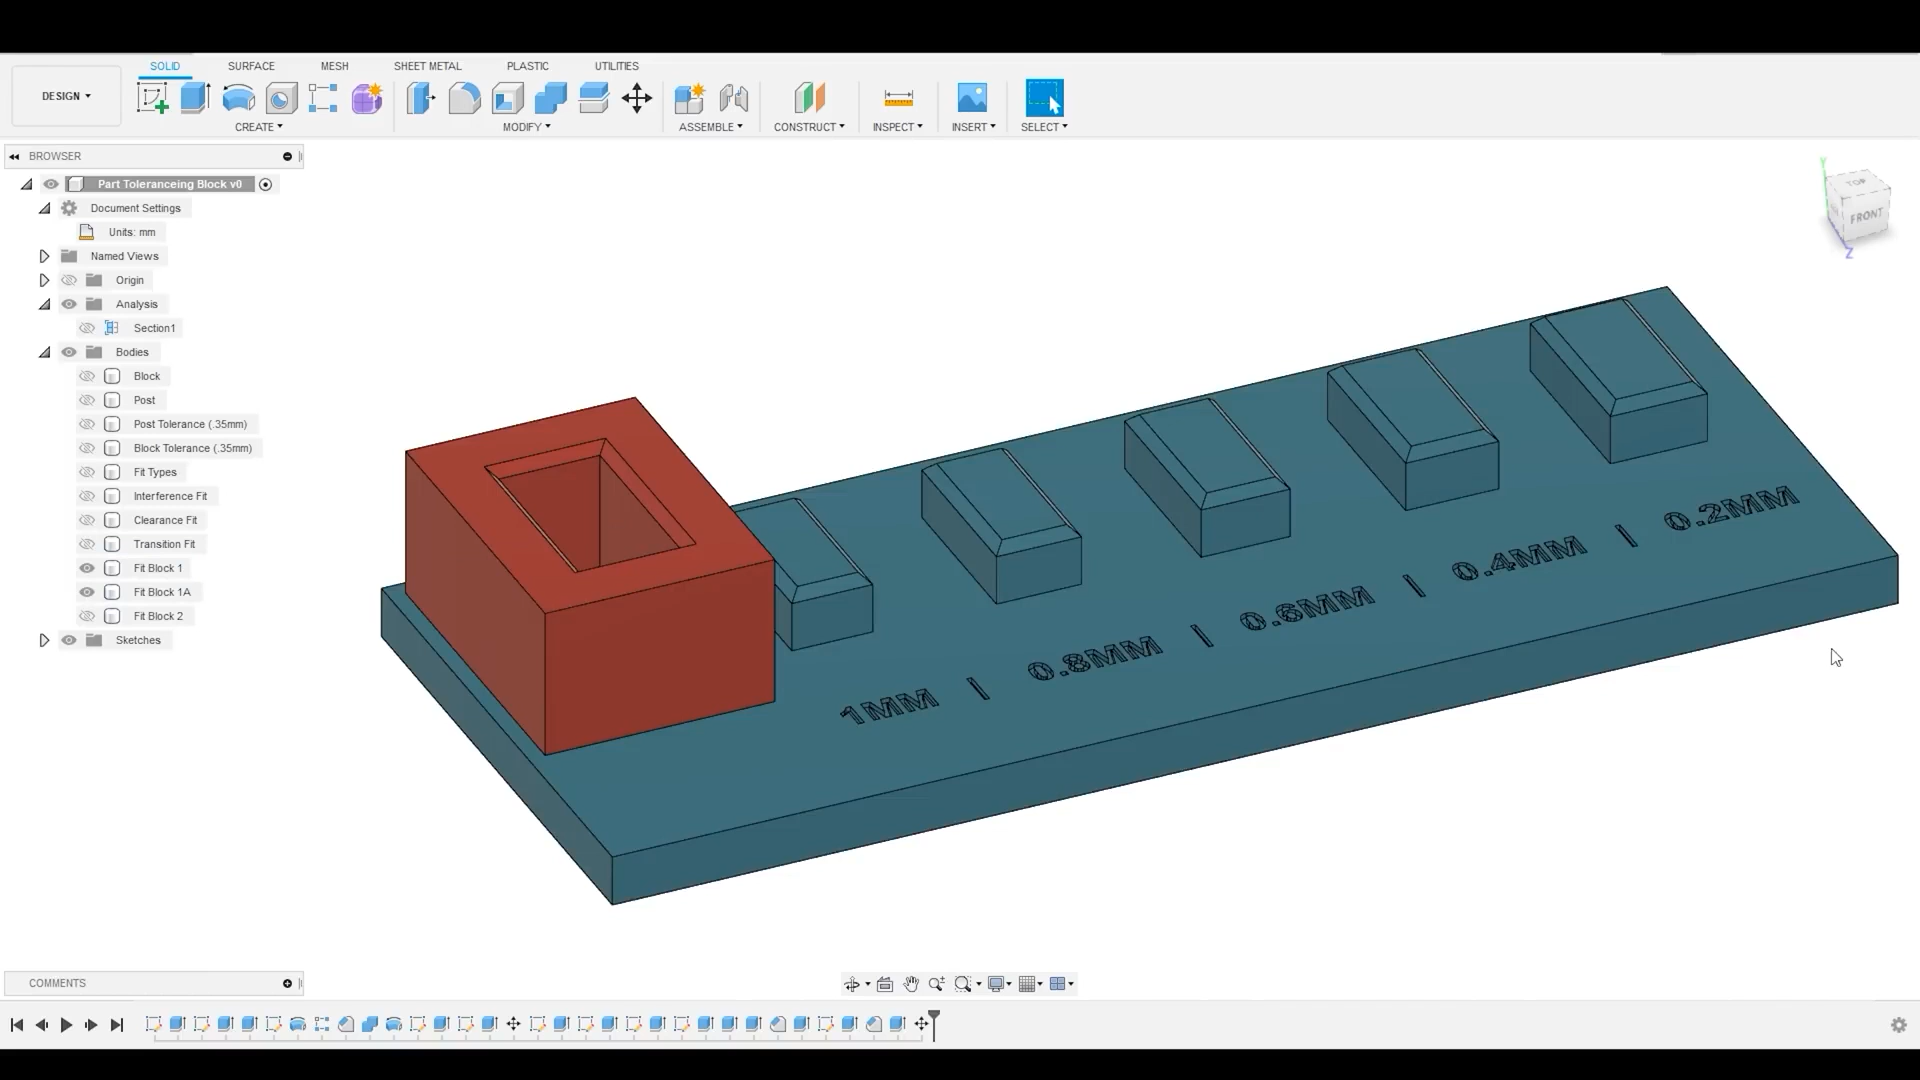 SOLID SURFACE MESH SHEET METAL PLASTIC UTILITIES
DESIGN
CREATE MODIFY ASSEMBLE CONSTRUCT INSPECT INSERT SELECT
BROWSER
Part Toleranceing Block v0
Document Settings
Units: mm
Named Views
Origin
Analysis
Section1
Bodies
Block
Post
Post Tolerance (.35mm)
Block Tolerance (.35mm)
Fit Types
Interference Fit
Clearance Fit
Transition Fit
Fit Block 1
Fit Block 1A
Fit Block 2
Sketches
TOP
FRONT
Y
Z
1MM | 0.8MM | 0.6MM | 0.4MM | 0.2MM
COMMENTS